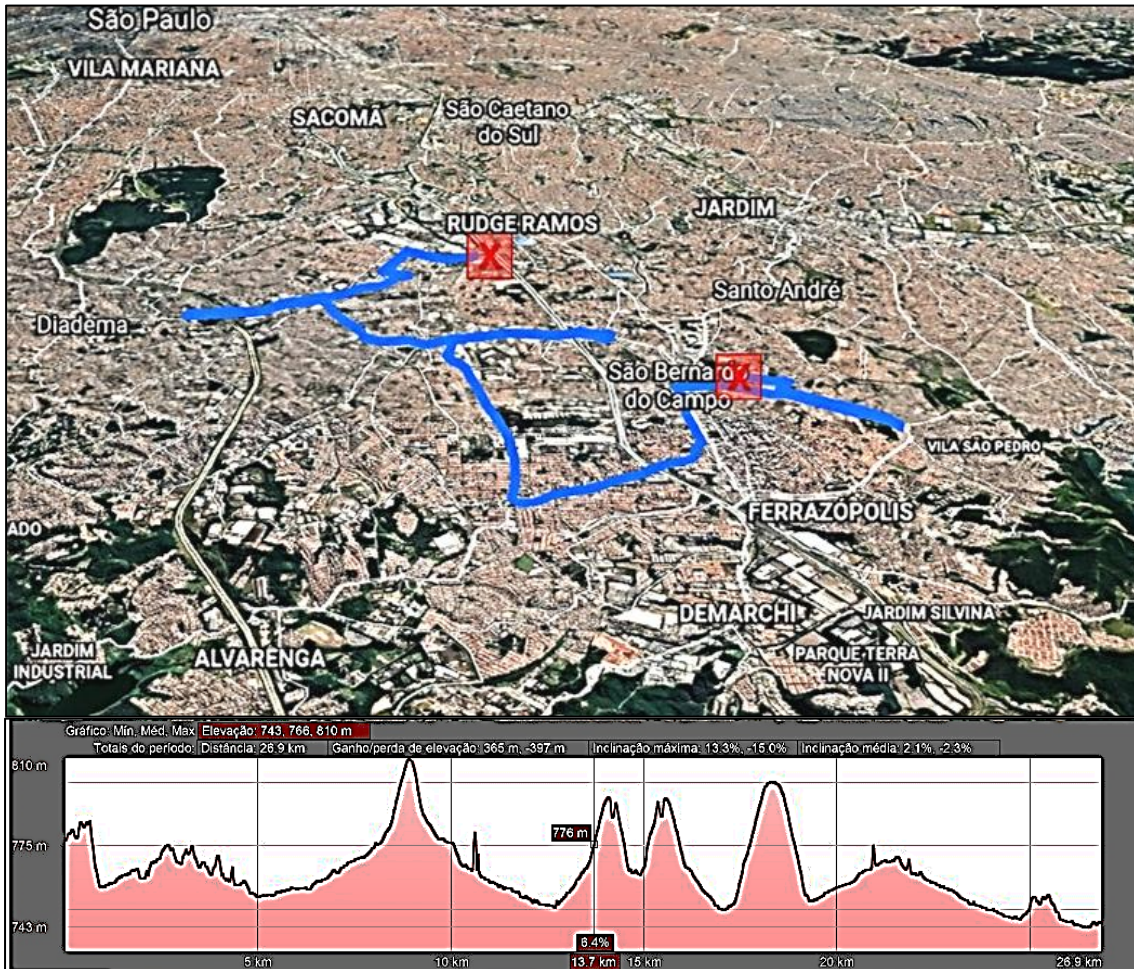 São Paulo
VILA MARIANA
SACOMÃ
São Caetano
do Sul
RUDGE RAMOS
JARDIM
X
Diadema
Santo André
São Bernardo
do Campo
X
VILA SÃO PEDRO
ADO
FERRAZÓPOLIS
DEMARCHI
JARDIM SILVINA
JARDIM
INDUSTRIAL
ALVARENGA
PARQUE TERRA
NOVA II
Gráfico: Mín, Méd, Max Elevação: 743, 766, 810 m
Totais do período: Distância: 26.9 km Ganho/perda de elevação: 365 m, -397 m Inclinação máxima: 13.3%, -15.0% Inclinação média: 2.1%, -2.3%
810 m
776 m
775 m
743 m
6.4%
5 km 10 km 13.7 km 15 km 20 km 26.9 km